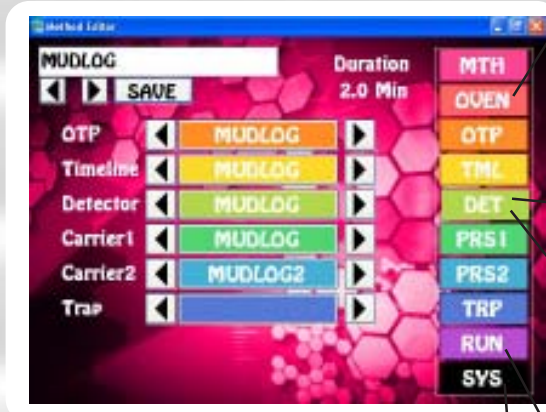 Method Editor
MUDLOG
SAVE
Duration
2.0 Min
OTP MUDLOG
Timeline MUDLOG
Detector MUDLOG
Carrier1 MUDLOG
Carrier2 MUDLOG2
Trap
MTH
OVEN
OTP
TML
DET
PRS1
PRS2
TRP
RUN
SYS